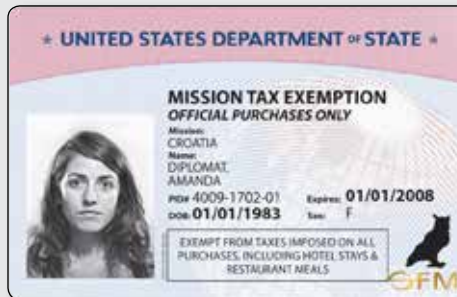 ★ UNITED STATES DEPARTMENT OF STATE ★
MISSION TAX EXEMPTION
OFFICIAL PURCHASES ONLY
Mission:
CROATIA
Name:
DIPLOMAT,
AMANDA
PID# 4009-1702-01 Expires: 01/01/2008
DOB: 01/01/1983 Sex: F
EXEMPT FROM TAXES IMPOSED ON ALL
PURCHASES, INCLUDING HOTEL STAYS &
RESTAURANT MEALS
OFM